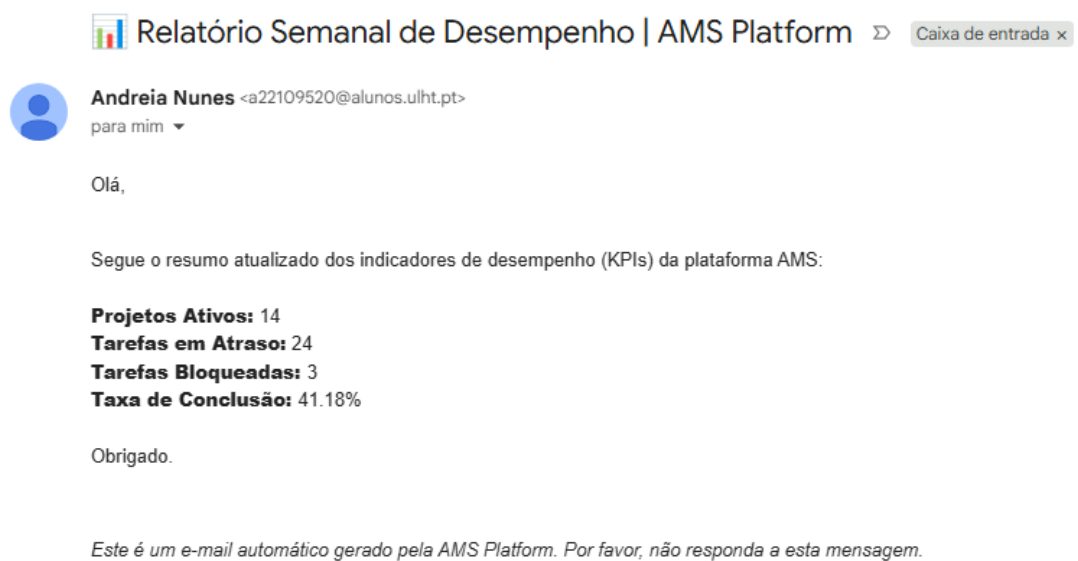 📊 Relatório Semanal de Desempenho | AMS Platform Caixa de entrada ×
Andreia Nunes <a22109520@alunos.ulht.pt>
para mim
Olá,
Segue o resumo atualizado dos indicadores de desempenho (KPIs) da plataforma AMS:
Projetos Ativos: 14
Tarefas em Atraso: 24
Tarefas Bloqueadas: 3
Taxa de Conclusão: 41.18%
Obrigado.
Este é um e-mail automático gerado pela AMS Platform. Por favor, não responda a esta mensagem.